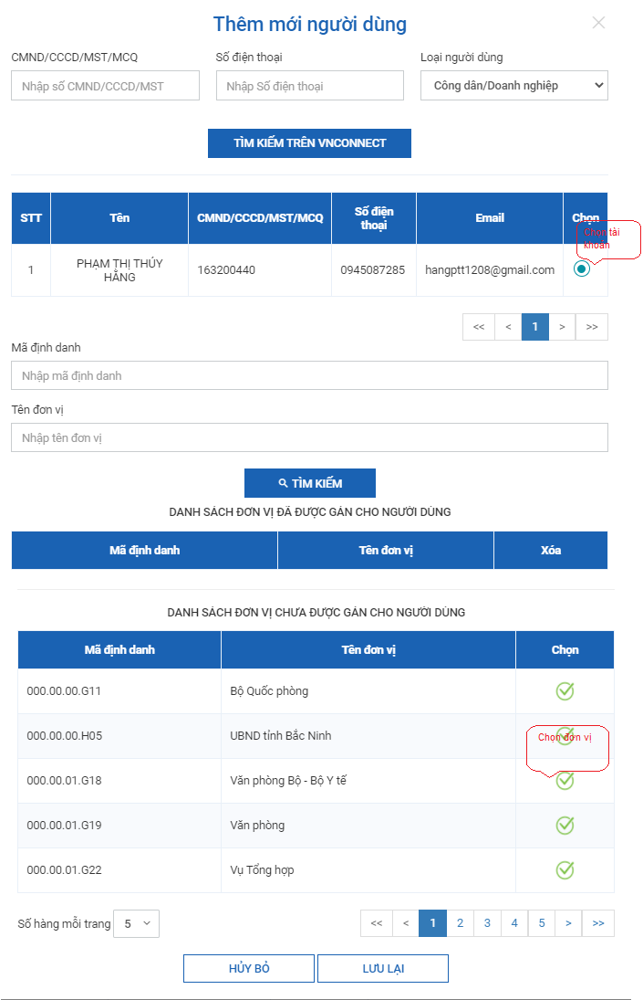 Thêm mới người dùng
CMND/CCCD/MST/MCQ Số điện thoại Loại người dùng
Nhập số CMND/CCCD/MST Nhập Số điện thoại Công dân/Doanh nghiệp
TÌM KIẾM TRÊN VNCONNECT
STT Tên CMND/CCCD/MST/MCQ Số điện thoại Email Chọn
Chọn tài
khoản
1 PHẠM THỊ THÚY HẰNG 163200440 0945087285 hangptt1208@gmail.com
<< < 1 > >>
Mã định danh
Nhập mã định danh
Tên đơn vị
Nhập tên đơn vị
TÌM KIẾM
DANH SÁCH ĐƠN VỊ ĐÃ ĐƯỢC GÁN CHO NGƯỜI DÙNG
Mã định danh Tên đơn vị Xóa
DANH SÁCH ĐƠN VỊ CHƯA ĐƯỢC GÁN CHO NGƯỜI DÙNG
Mã định danh Tên đơn vị Chọn
000.00.00.G11 Bộ Quốc phòng
000.00.00.H05 UBND tỉnh Bắc Ninh
Chọn đơn vị
000.00.01.G18 Văn phòng Bộ - Bộ Y tế
000.00.01.G19 Văn phòng
000.00.01.G22 Vụ Tổng hợp
Số hàng mỗi trang 5 << < 1 2 3 4 5 > >>
HỦY BỎ LƯU LẠI